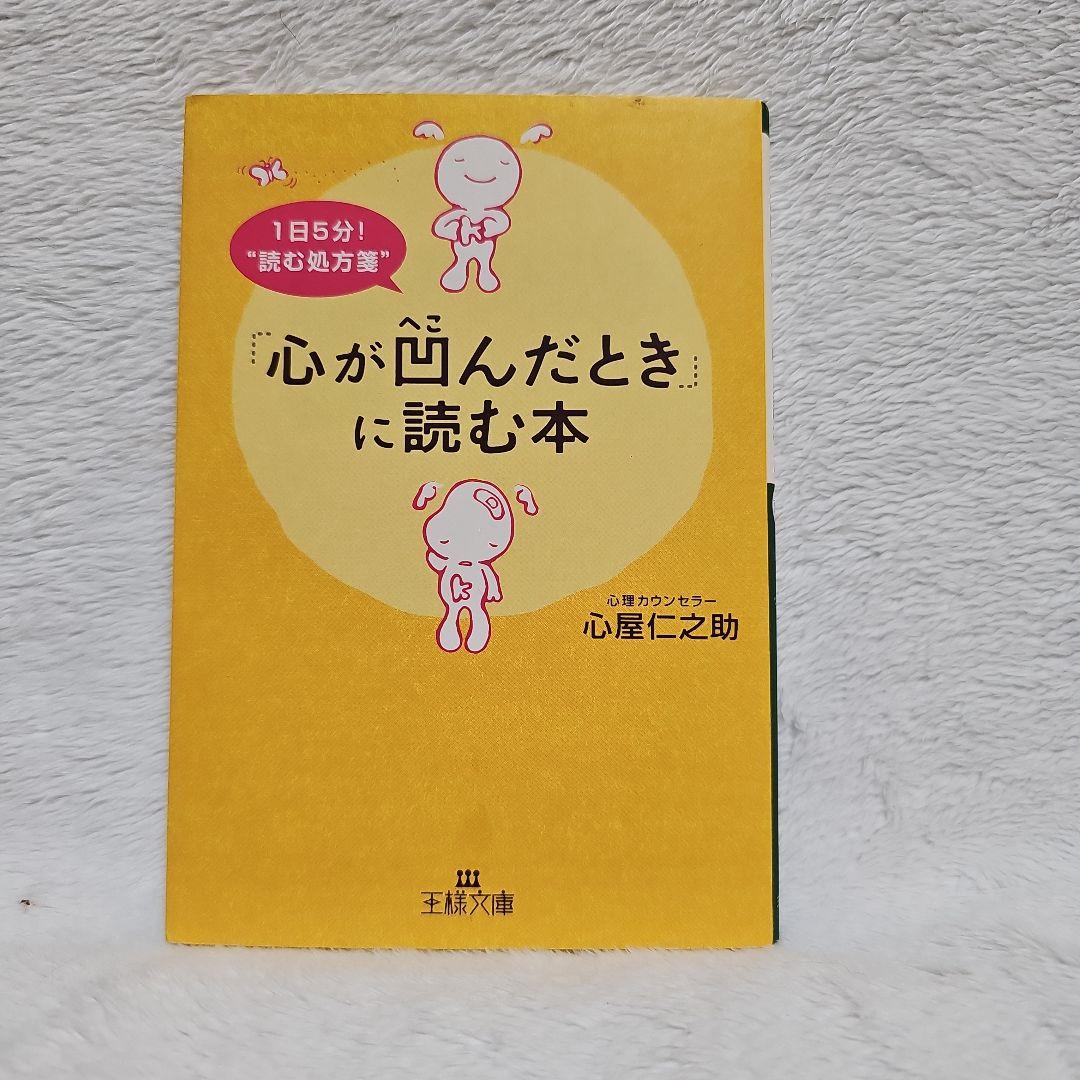 1日5分!
“読む処方箋”
へこ
「心が凹んだとき」
に読む本
K
D
K
心理カウンセラー
心屋仁之助
王様文庫